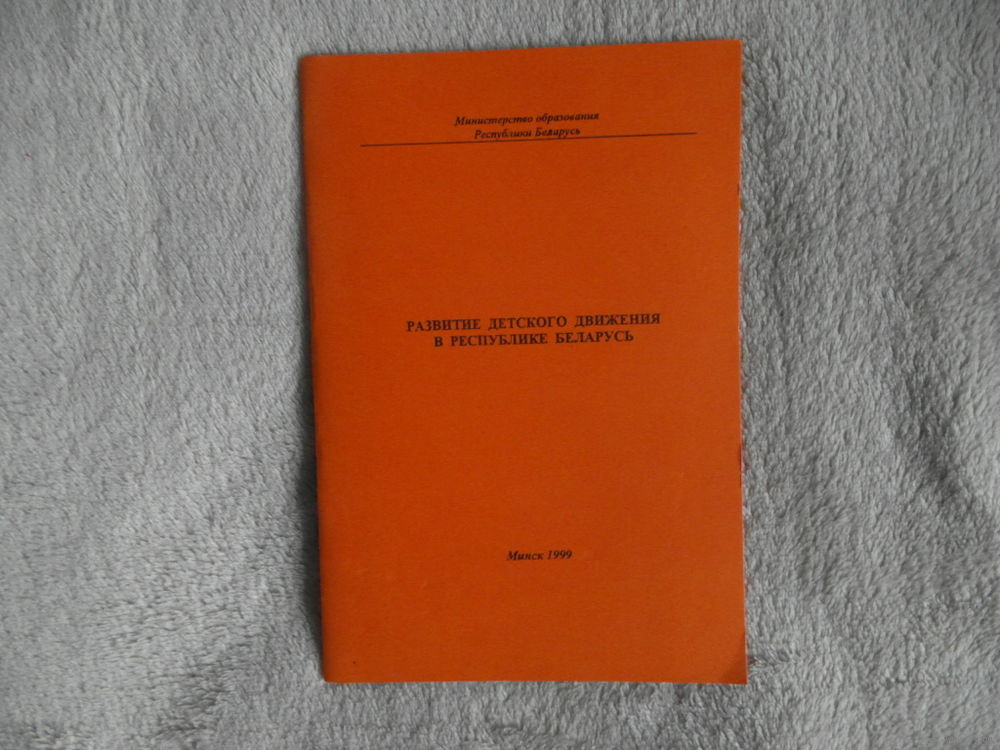 Министерство образования
Республики Беларусь
РАЗВИТИЕ ДЕТСКОГО ДВИЖЕНИЯ
В РЕСПУБЛИКЕ БЕЛАРУСЬ
Минск 1999